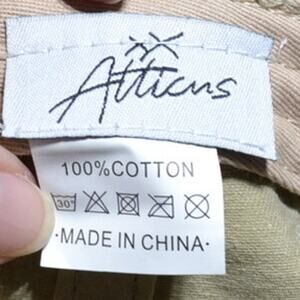 Atticus
100%COTTON
30°
·MADE IN CHINA·